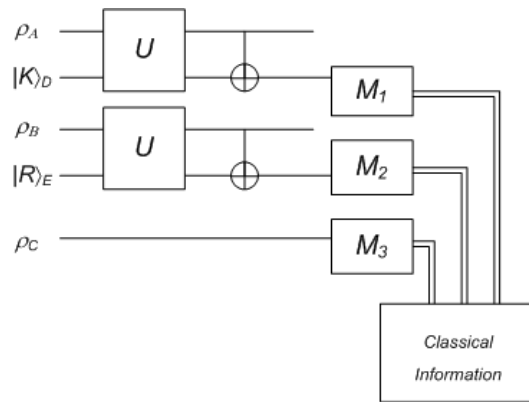 ρA
U
|K⟩D
M1
ρB
U
M2
|R⟩E
ρC
M3
Classical
Information